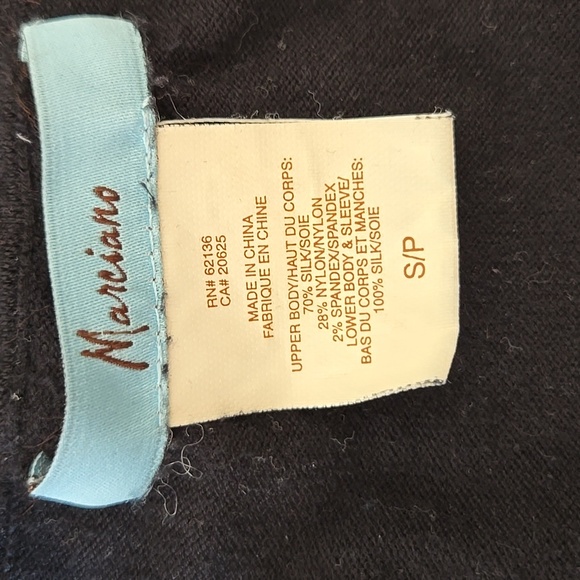 Marciano
RN# 62136
CA# 20625
MADE IN CHINA
FABRIQUE EN CHINE
UPPER BODY/HAUT DU CORPS:
70% SILK/SOIE
28% NYLON/NYLON
2% SPANDEX/SPANDEX
LOWER BODY & SLEEVE/
BAS DU CORPS ET MANCHES:
100% SILK/SOIE
S/P